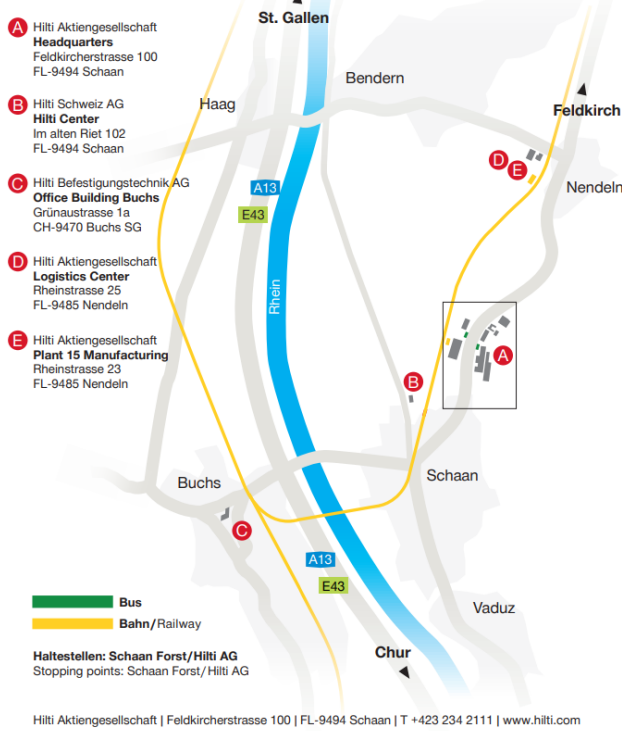 A Hilti Aktiengesellschaft
Headquarters
Feldkircherstrasse 100
FL-9494 Schaan
B Hilti Schweiz AG
Hilti Center
Im alten Riet 102
FL-9494 Schaan
C Hilti Befestigungstechnik AG
Office Building Buchs
Grünaustrasse 1a
CH-9470 Buchs SG
D Hilti Aktiengesellschaft
Logistics Center
Rheinstrasse 25
FL-9485 Nendeln
E Hilti Aktiengesellschaft
Plant 15 Manufacturing
Rheinstrasse 23
FL-9485 Nendeln
St. Gallen
Bendern
Haag
Feldkirch
D
E
Nendeln
A13
E43
Rhein
A
B
Schaan
Buchs
C
A13
E43
Vaduz
Chur
Bus
Bahn/Railway
Haltestellen: Schaan Forst/Hilti AG
Stopping points: Schaan Forst/Hilti AG
Hilti Aktiengesellschaft | Feldkircherstrasse 100 | FL-9494 Schaan | T +423 234 2111 | www.hilti.com